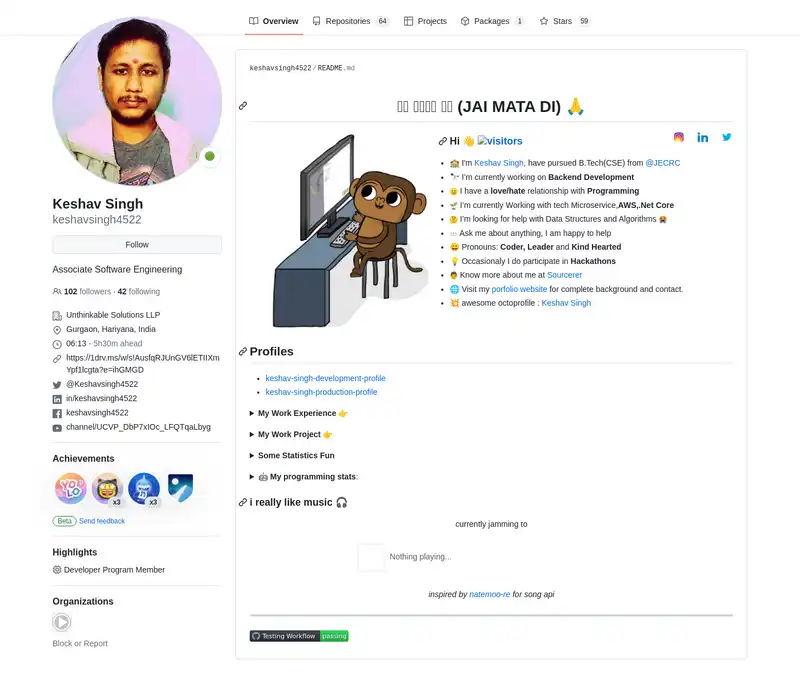 Overview
Repositories 64
Projects
Packages 1
Stars 59
Keshav Singh
keshavsingh4522
Follow
Associate Software Engineering
102 followers · 42 following
Unthinkable Solutions LLP
Gurgaon, Hariyana, India
06:13 - 5h30m ahead
https://1drv.ms/w/s!AusfqRJUnGV6lETIIXm
Ypf1lcgta?e=ihGMGD
@Keshavsingh4522
in/keshavsingh4522
keshavsingh4522
channel/UCVP_DbP7xIOc_LFQTqaLbyg
Achievements
YOLO
x3
x3
Beta Send feedback
Highlights
Developer Program Member
Organizations
Block or Report
keshavsingh4522/README.md
(JAI MATA DI) 🙏
Hi 👋 visitors
in
🏫 I'm Keshav Singh, have pursued B.Tech(CSE) from @JECRC
🔭 I'm currently working on Backend Development
😐 I have a love/hate relationship with Programming
🌱 I'm currently Working with tech Microservice,AWS,.Net Core
🤔 I'm looking for help with Data Structures and Algorithms 😭
💬 Ask me about anything, I am happy to help
😄 Pronouns: Coder, Leader and Kind Hearted
💡 Occasionaly I do participate in Hackathons
👨 Know more about me at Sourcerer
🌐 Visit my porfolio website for complete background and contact.
💥 awesome octoprofile : Keshav Singh
Profiles
keshav-singh-development-profile
keshav-singh-production-profile
My Work Experience 👉
My Work Project 👉
Some Statistics Fun
🤖 My programming stats:
i really like music 🎧
currently jamming to
Nothing playing...
inspired by natemoo-re for song api
Testing Workflow passing